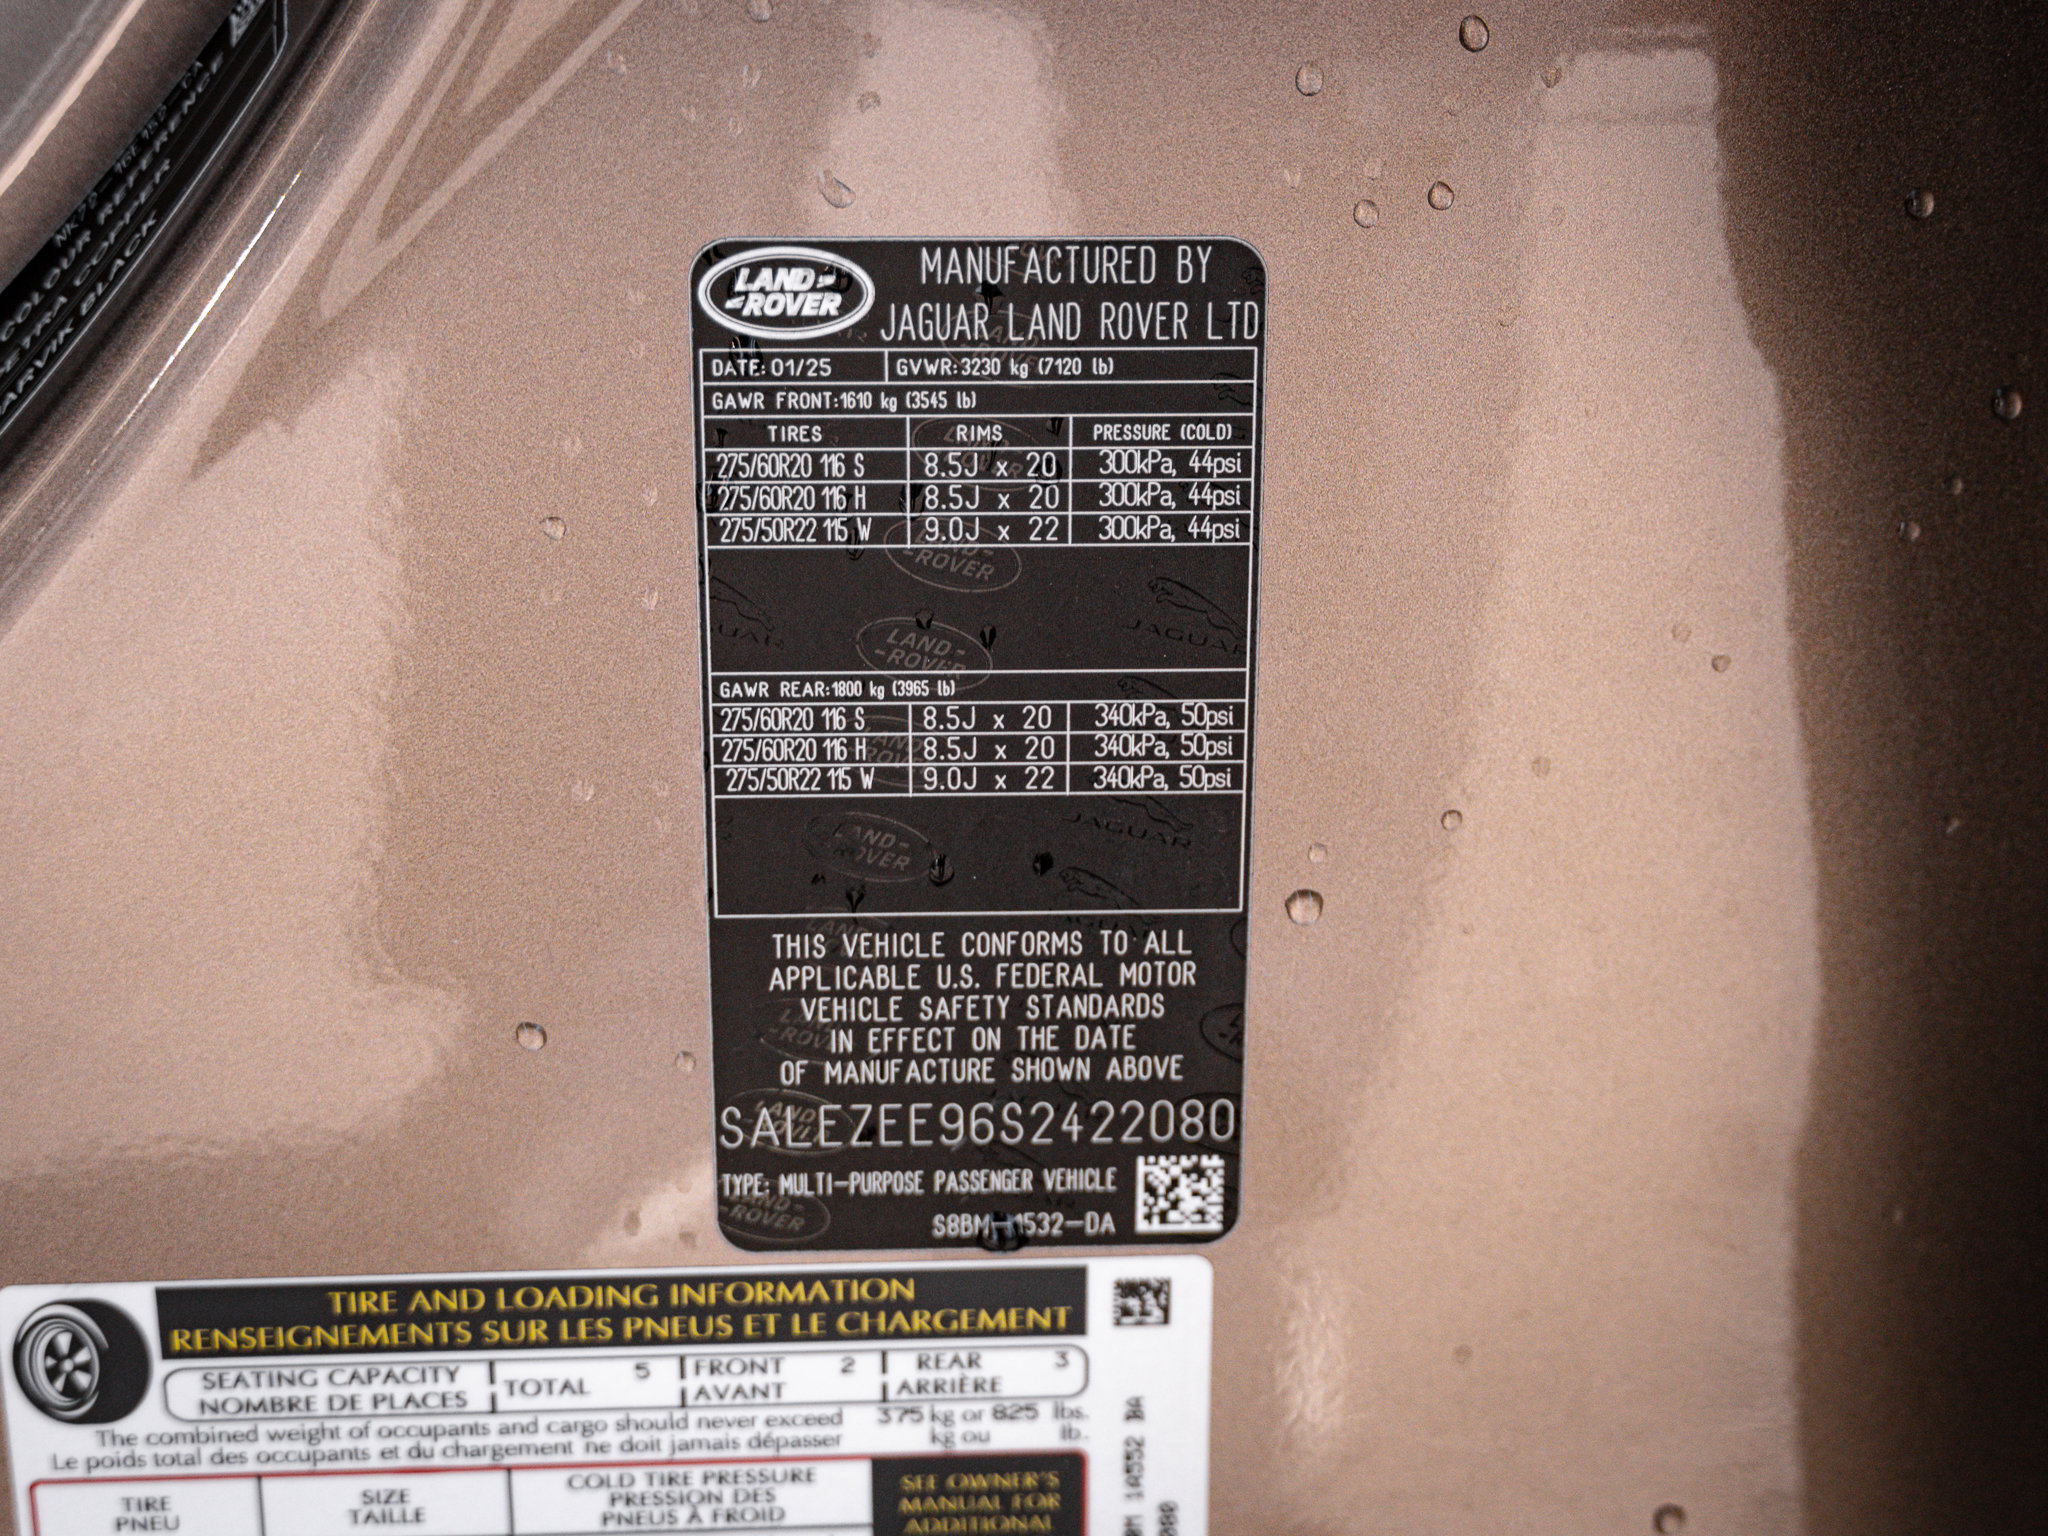 COLOUR REFERENCE
PETRA COPPER
NARVIK BLACK
LAND-
-ROVER
MANUFACTURED BY
JAGUAR LAND ROVER LTD
DATE: 01/25 GVWR:3230 kg (7120 lb)
GAWR FRONT:1610 kg (3545 lb)
TIRES RIMS PRESSURE (COLD)
275/60R20 116 S 8.5J x 20 300kPa, 44psi
275/60R20 116 H 8.5J x 20 300kPa, 44psi
275/50R22 115 W 9.0J x 22 300kPa, 44psi
GAWR REAR:1800 kg (3965 lb)
275/60R20 116 S 8.5J x 20 340kPa, 50psi
275/60R20 116 H 8.5J x 20 340kPa, 50psi
275/50R22 115 W 9.0J x 22 340kPa, 50psi
THIS VEHICLE CONFORMS TO ALL
APPLICABLE U.S. FEDERAL MOTOR
VEHICLE SAFETY STANDARDS
IN EFFECT ON THE DATE
OF MANUFACTURE SHOWN ABOVE
SALEZEE96S2422080
TYPE: MULTI-PURPOSE PASSENGER VEHICLE
TIRE AND LOADING INFORMATION
RENSEIGNEMENTS SUR LES PNEUS ET LE CHARGEMENT
SEATING CAPACITY
NOMBRE DE PLACES
TOTAL 5
FRONT 2
AVANT
REAR 3
ARRIÈRE
The combined weight of occupants and cargo should never exceed 375 kg or 825 lbs.
Le poids total des occupants et du chargement ne doit jamais dépasser kg ou lb.
TIRE
PNEU
SIZE
TAILLE
COLD TIRE PRESSURE
PRESSION DES
PNEUS À FROID
SEE OWNER'S
MANUAL FOR
ADDITIONAL
1A552 BA